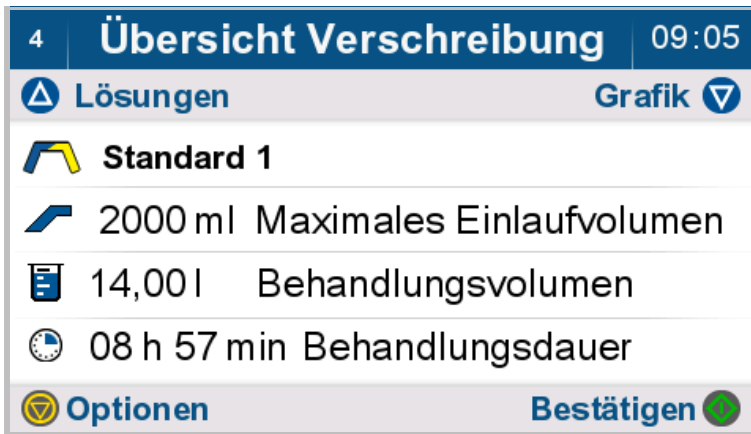 4 Übersicht Verschreibung 09:05
Lösungen Grafik
Standard 1
2000 ml Maximales Einlaufvolumen
14,00 l Behandlungsvolumen
08 h 57 min Behandlungsdauer
Optionen Bestätigen